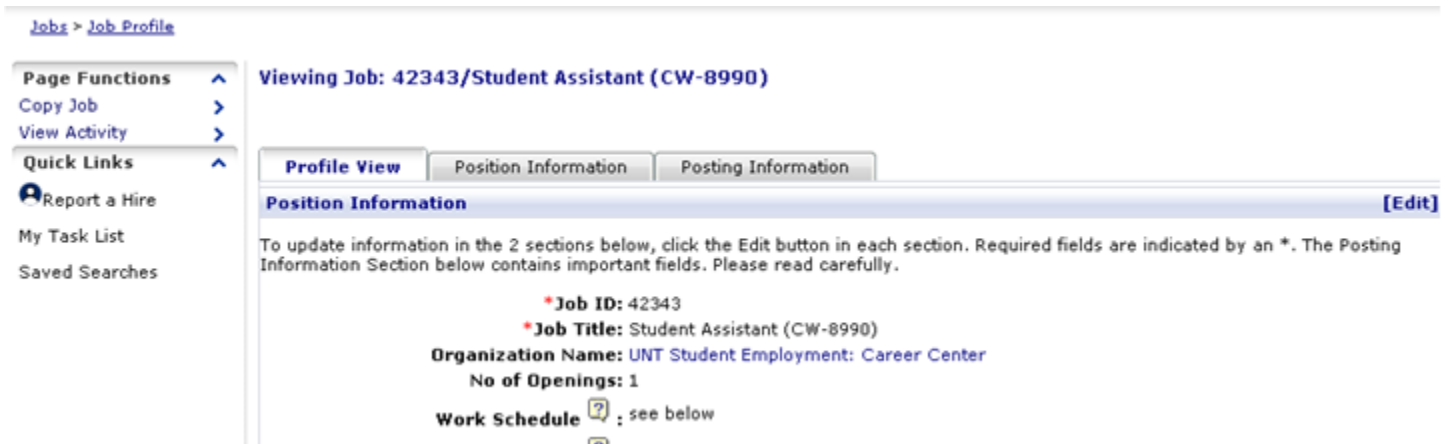 Jobs > Job Profile
Page Functions
Copy Job
View Activity
Quick Links
Report a Hire
My Task List
Saved Searches
Viewing Job: 42343/Student Assistant (CW-8990)
Profile View Position Information Posting Information
Position Information [Edit]
To update information in the 2 sections below, click the Edit button in each section. Required fields are indicated by an *. The Posting
Information Section below contains important fields. Please read carefully.
*Job ID: 42343
*Job Title: Student Assistant (CW-8990)
Organization Name: UNT Student Employment: Career Center
No of Openings: 1
Work Schedule ? : see below